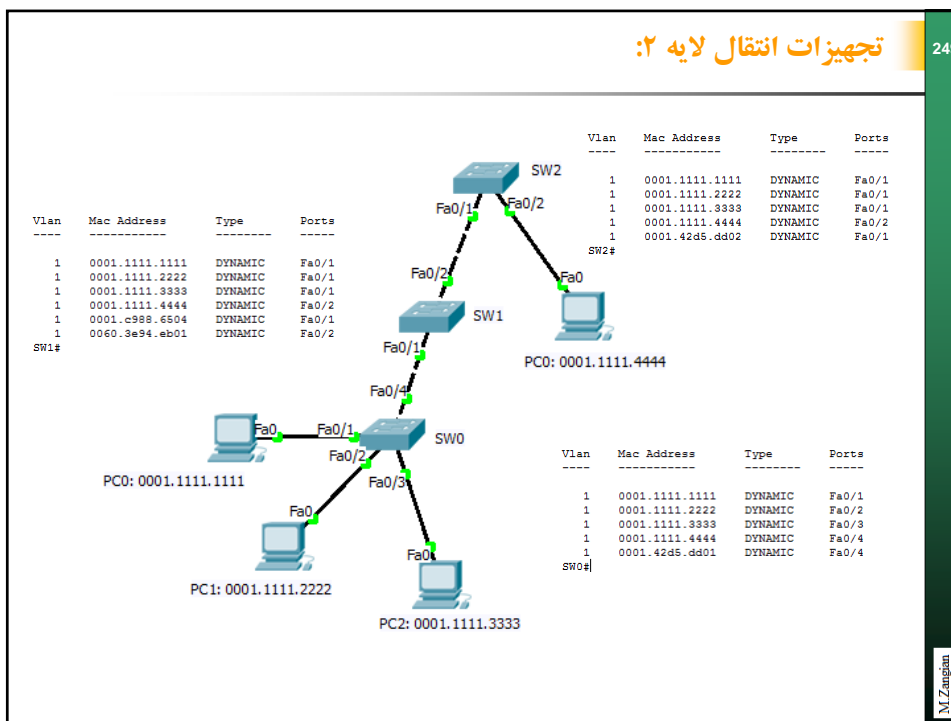 تجهیزات انتقال لایه ۲:
Vlan Mac Address Type Ports
---- ----------- -------- -----
1 0001.1111.1111 DYNAMIC Fa0/1
1 0001.1111.2222 DYNAMIC Fa0/1
1 0001.1111.3333 DYNAMIC Fa0/1
1 0001.1111.4444 DYNAMIC Fa0/2
1 0001.42d5.dd02 DYNAMIC Fa0/1
SW2#
SW2
Fa0/1
Fa0/2
Vlan Mac Address Type Ports
---- ----------- -------- -----
1 0001.1111.1111 DYNAMIC Fa0/1
1 0001.1111.2222 DYNAMIC Fa0/1
1 0001.1111.3333 DYNAMIC Fa0/1
1 0001.1111.4444 DYNAMIC Fa0/2
1 0001.c988.6504 DYNAMIC Fa0/1
1 0060.3e94.eb01 DYNAMIC Fa0/2
SW1#
Fa0/2
Fa0
SW1
Fa0/1
PC0: 0001.1111.4444
Fa0/4
Fa0
Fa0/1
SW0
Fa0/2
PC0: 0001.1111.1111
Fa0/3
Fa0
PC1: 0001.1111.2222
Fa0
PC2: 0001.1111.3333
Vlan Mac Address Type Ports
---- ----------- -------- -----
1 0001.1111.1111 DYNAMIC Fa0/1
1 0001.1111.2222 DYNAMIC Fa0/2
1 0001.1111.3333 DYNAMIC Fa0/3
1 0001.1111.4444 DYNAMIC Fa0/4
1 0001.42d5.dd01 DYNAMIC Fa0/4
SW0#
M.Zangian